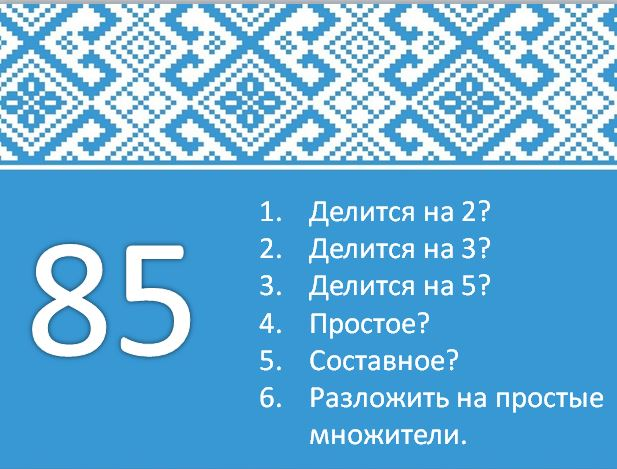 85
1. Делится на 2?
2. Делится на 3?
3. Делится на 5?
4. Простое?
5. Составное?
6. Разложить на простые
множители.